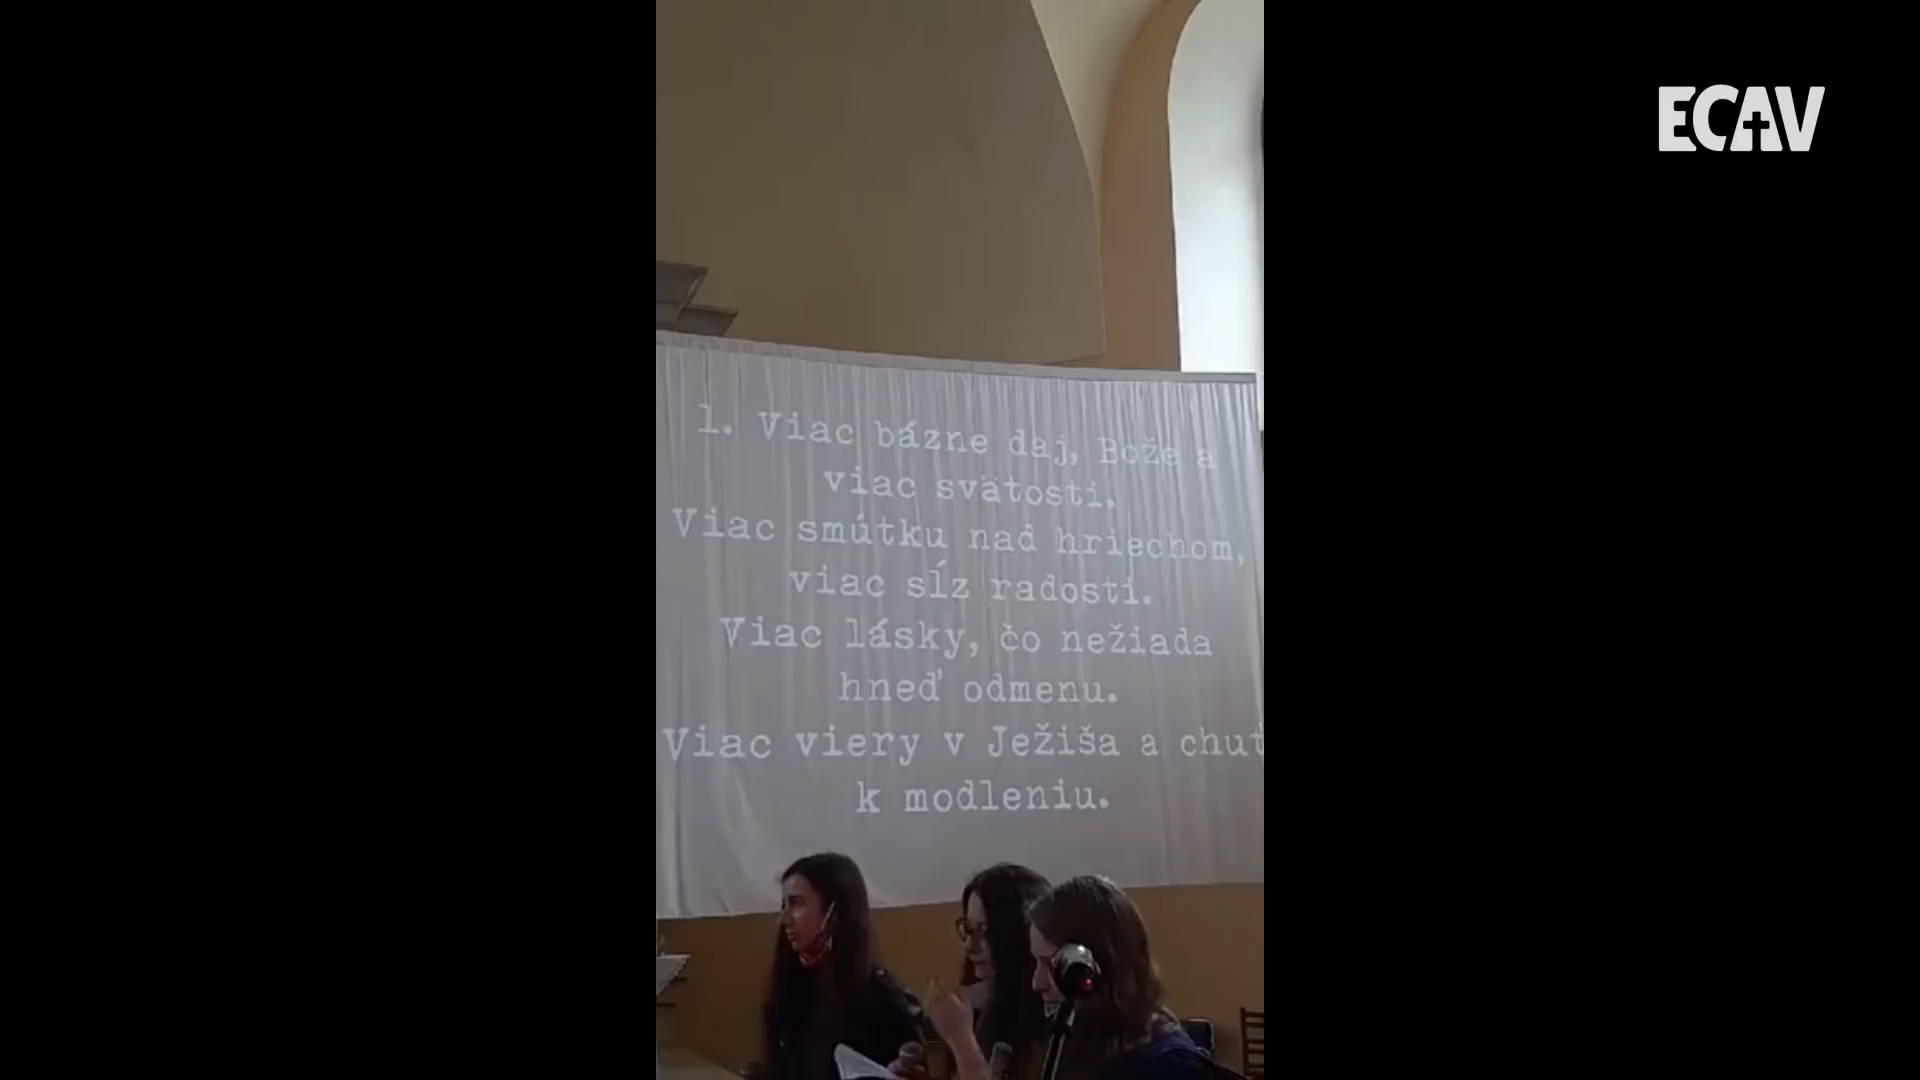 ECAV
1. Viac bázne daj, Bože a
viac svätosti.
Viac smútku nad hriechom,
viac sĺz radosti.
Viac lásky, čo nežiada
hneď odmenu.
Viac viery v Ježiša a chuť
k modleniu.